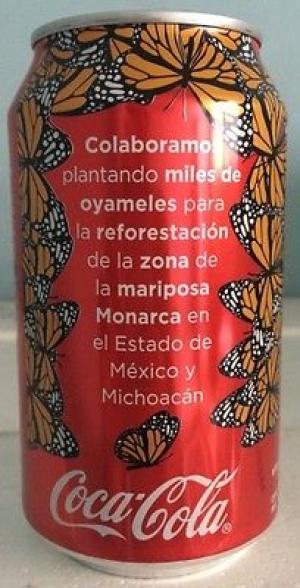 Colaboramos
plantando miles de
oyameles para
la reforestación
de la zona de
la mariposa
Monarca en
el Estado de
México y
Michoacán
Coca-Cola®